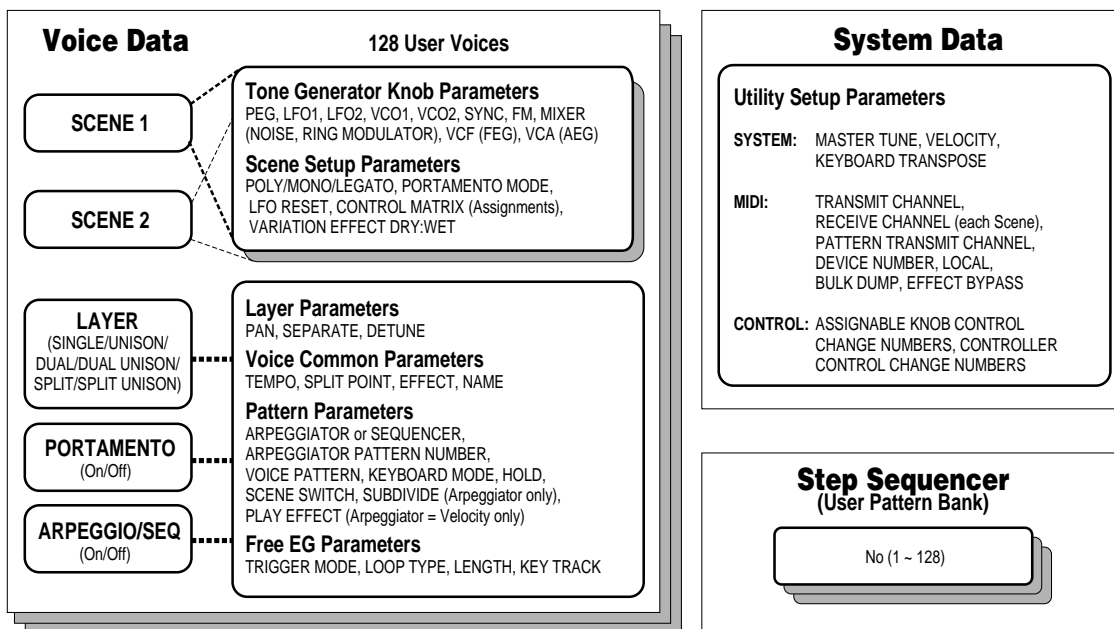 Voice Data
128 User Voices
SCENE 1
SCENE 2
Tone Generator Knob Parameters
PEG, LFO1, LFO2, VCO1, VCO2, SYNC, FM, MIXER
(NOISE, RING MODULATOR), VCF (FEG), VCA (AEG)
Scene Setup Parameters
POLY/MONO/LEGATO, PORTAMENTO MODE,
LFO RESET, CONTROL MATRIX (Assignments),
VARIATION EFFECT DRY:WET
LAYER
(SINGLE/UNISON/
DUAL/DUAL UNISON/
SPLIT/SPLIT UNISON)
PORTAMENTO
(On/Off)
ARPEGGIO/SEQ
(On/Off)
Layer Parameters
PAN, SEPARATE, DETUNE
Voice Common Parameters
TEMPO, SPLIT POINT, EFFECT, NAME
Pattern Parameters
ARPEGGIATOR or SEQUENCER,
ARPEGGIATOR PATTERN NUMBER,
VOICE PATTERN, KEYBOARD MODE, HOLD,
SCENE SWITCH, SUBDIVIDE (Arpeggiator only),
PLAY EFFECT (Arpeggiator = Velocity only)
Free EG Parameters
TRIGGER MODE, LOOP TYPE, LENGTH, KEY TRACK
System Data
Utility Setup Parameters
SYSTEM: MASTER TUNE, VELOCITY,
KEYBOARD TRANSPOSE
MIDI: TRANSMIT CHANNEL,
RECEIVE CHANNEL (each Scene),
PATTERN TRANSMIT CHANNEL,
DEVICE NUMBER, LOCAL,
BULK DUMP, EFFECT BYPASS
CONTROL: ASSIGNABLE KNOB CONTROL
CHANGE NUMBERS, CONTROLLER
CONTROL CHANGE NUMBERS
Step Sequencer
(User Pattern Bank)
No (1 ~ 128)